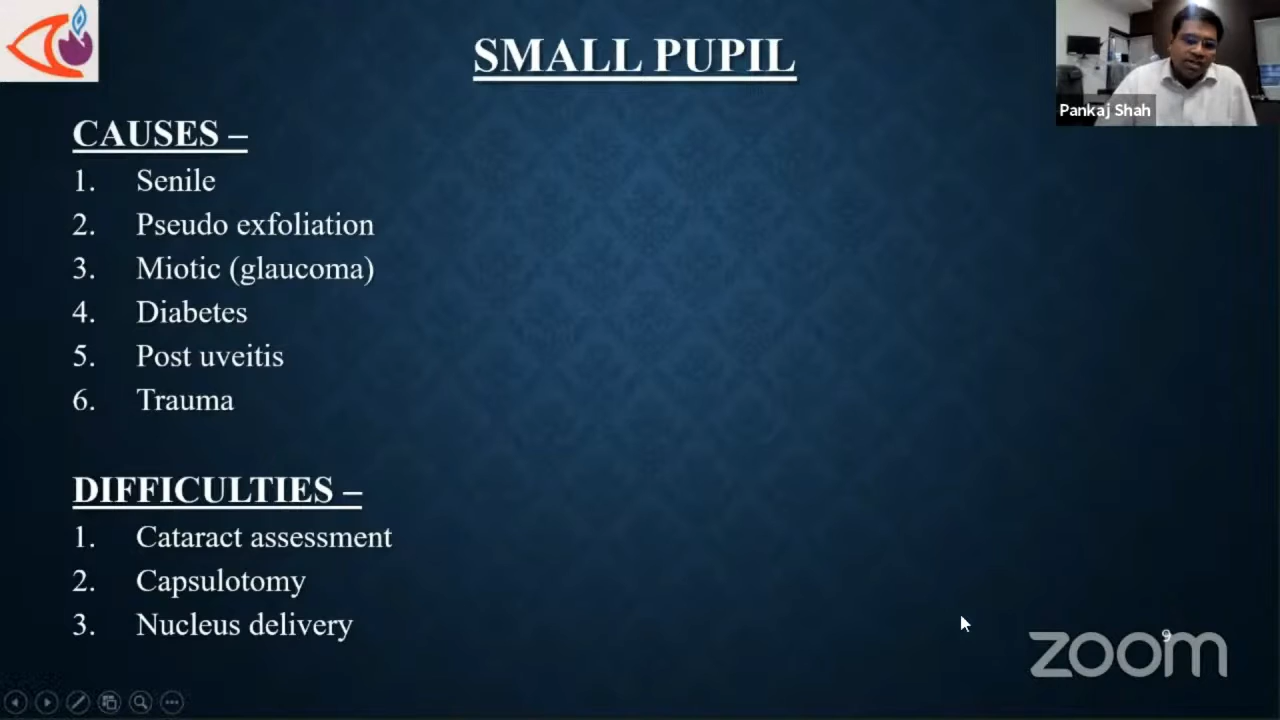 SMALL PUPIL
Pankaj Shah
CAUSES –
1. Senile
2. Pseudo exfoliation
3. Miotic (glaucoma)
4. Diabetes
5. Post uveitis
6. Trauma
DIFFICULTIES –
1. Cataract assessment
2. Capsulotomy
3. Nucleus delivery
9
zoom